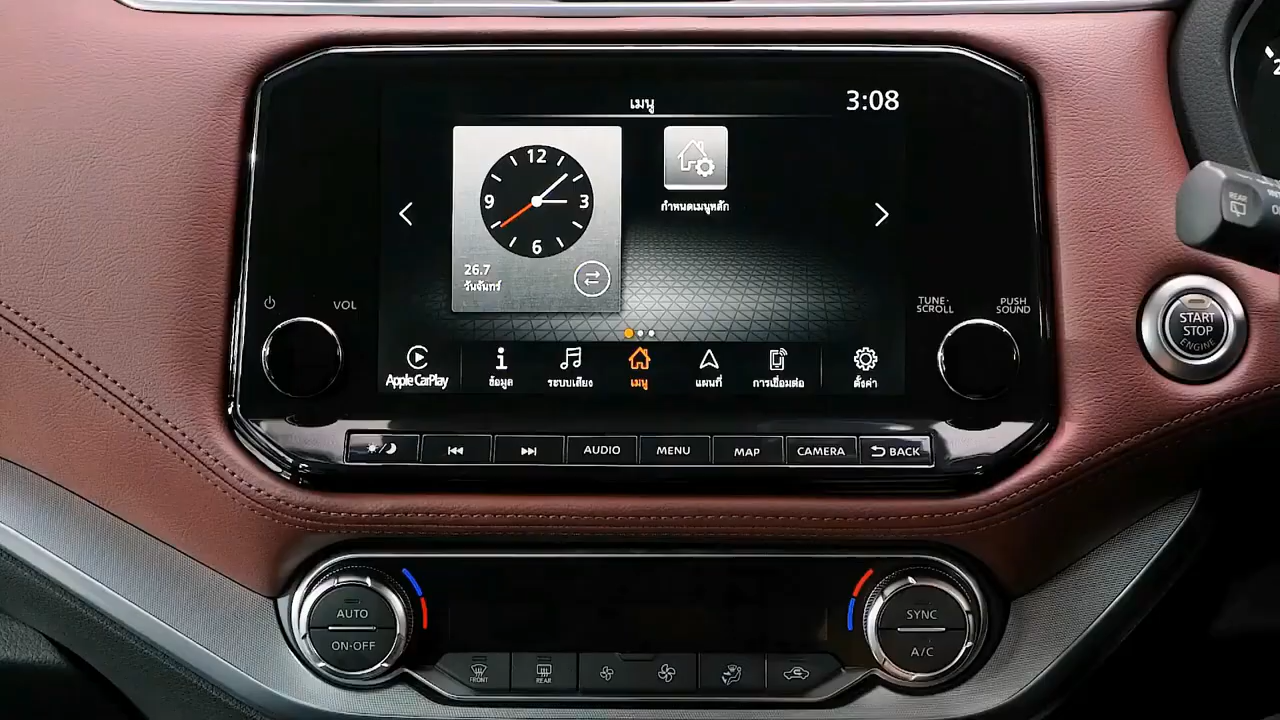 เมนู
3:08
12
9
3
6
26.7
วันจันทร์
กำหนดเมนูหลัก
VOL
TUNE·
SCROLL
PUSH
SOUND
Apple CarPlay
ข้อมูล
ระบบเสียง
เมนู
แผนที่
การเชื่อมต่อ
ตั้งค่า
AUDIO
MENU
MAP
CAMERA
BACK
REAR
START
STOP
ENGINE
AUTO
ON·OFF
SYNC
A/C
FRONT
REAR